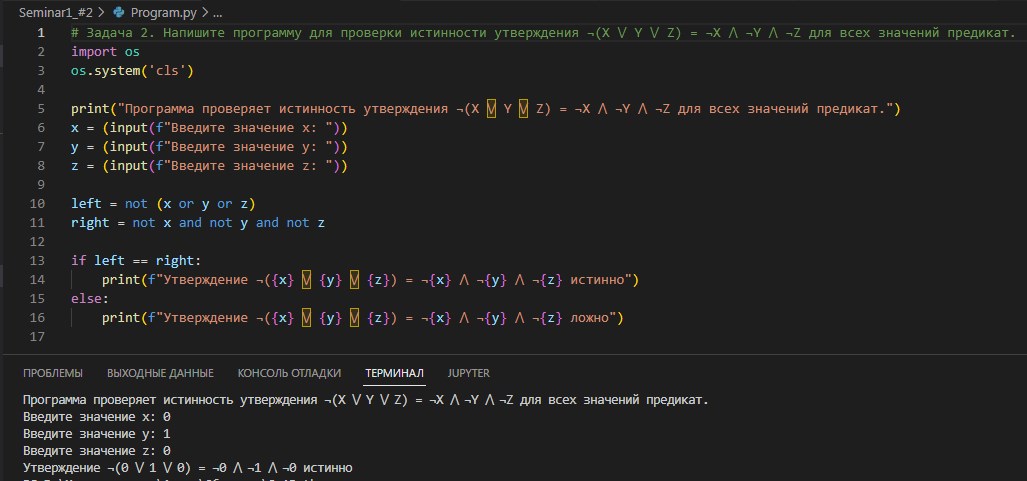 Seminar1_#2 > Program.py > ...
1 # Задача 2. Напишите программу для проверки истинности утверждения ¬(X ⋁ Y ⋁ Z) = ¬X ⋀ ¬Y ⋀ ¬Z для всех значений предикат.
2 import os
3 os.system('cls')
4
5 print("Программа проверяет истинность утверждения ¬(X ⋁ Y ⋁ Z) = ¬X ⋀ ¬Y ⋀ ¬Z для всех значений предикат.")
6 x = (input(f"Введите значение x: "))
7 y = (input(f"Введите значение y: "))
8 z = (input(f"Введите значение z: "))
9
10 left = not (x or y or z)
11 right = not x and not y and not z
12
13 if left == right:
14     print(f"Утверждение ¬({x} ⋁ {y} ⋁ {z}) = ¬{x} ⋀ ¬{y} ⋀ ¬{z} истинно")
15 else:
16     print(f"Утверждение ¬({x} ⋁ {y} ⋁ {z}) = ¬{x} ⋀ ¬{y} ⋀ ¬{z} ложно")
17
ПРОБЛЕМЫ ВЫХОДНЫЕ ДАННЫЕ КОНСОЛЬ ОТЛАДКИ ТЕРМИНАЛ JUPYTER
Программа проверяет истинность утверждения ¬(X ⋁ Y ⋁ Z) = ¬X ⋀ ¬Y ⋀ ¬Z для всех значений предикат.
Введите значение x: 0
Введите значение y: 1
Введите значение z: 0
Утверждение ¬(0 ⋁ 1 ⋁ 0) = ¬0 ⋀ ¬1 ⋀ ¬0 истинно